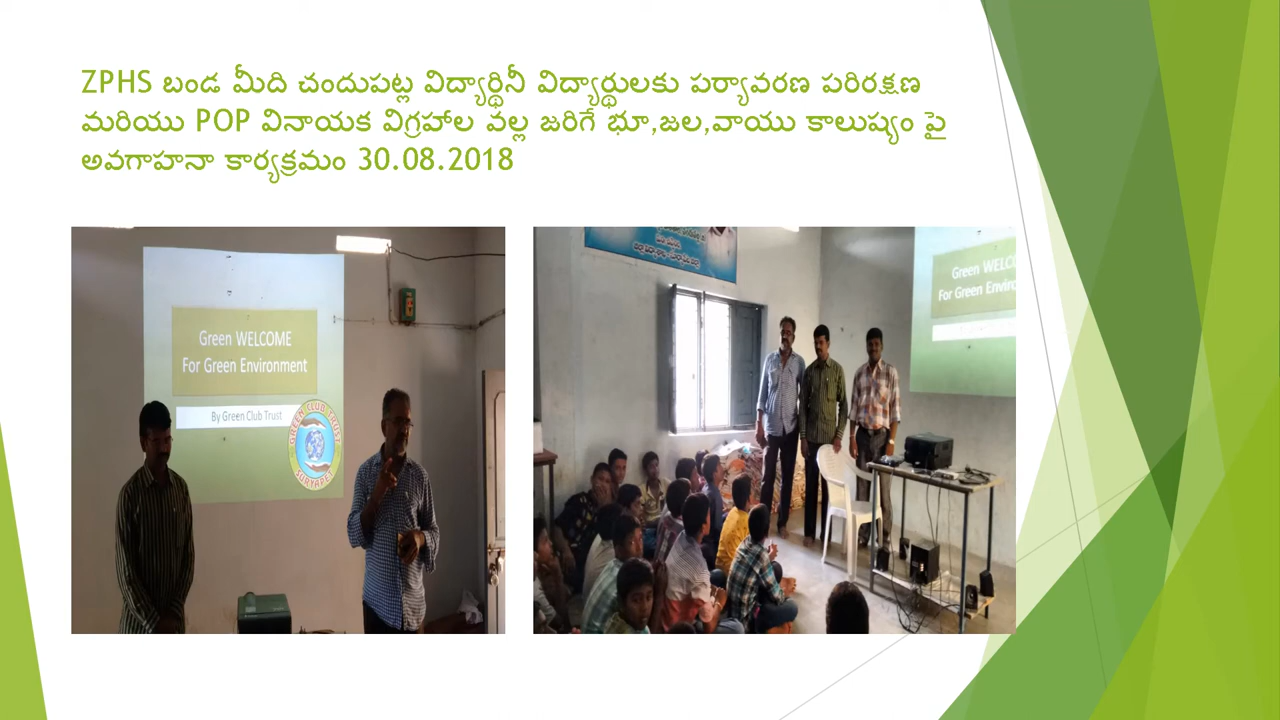 ZPHS బండ మీది చందుపట్ల విద్యార్థినీ విద్యార్థులకు పర్యావరణ పరిరక్షణ
మరియు POP వినాయక విగ్రహాల వల్ల జరిగే భూ,జల,వాయు కాలుష్యం పై
అవగాహనా కార్యక్రమం 30.08.2018
Green WELCOME
For Green Environment
By Green Club Trust
GREEN CLUB TRUST
SURYAPET
Green WELCO
For Green Enviro